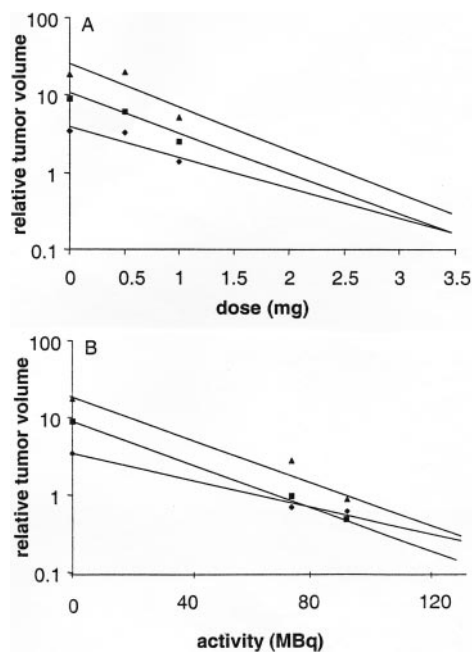 A
relative tumor volume
100
10
1
0.1
0 0.5 1 1.5 2 2.5 3 3.5
dose (mg)
B
relative tumor volume
100
10
1
0.1
0 40 80 120
activity (MBq)